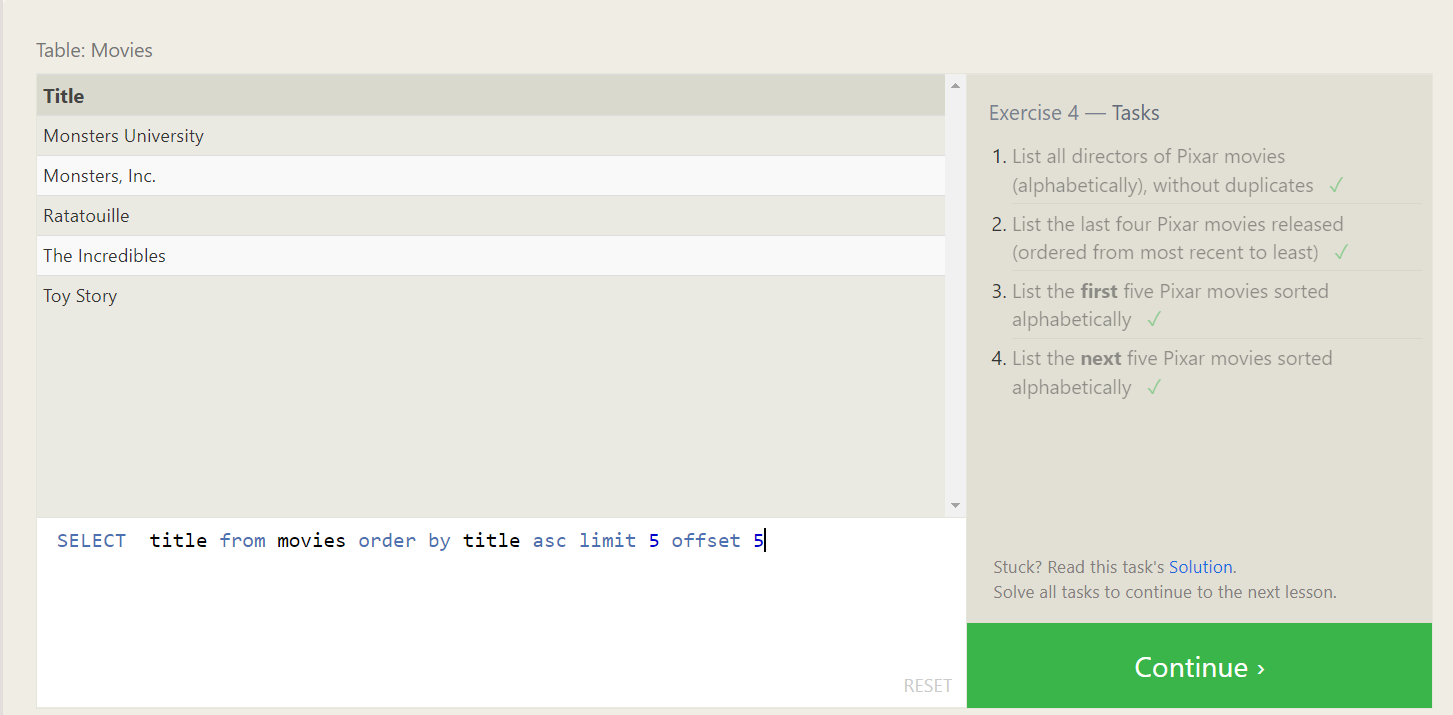 Table: Movies
Title
Monsters University
Monsters, Inc.
Ratatouille
The Incredibles
Toy Story
SELECT  title from movies order by title asc limit 5 offset 5
RESET
Exercise 4 — Tasks
1. List all directors of Pixar movies
(alphabetically), without duplicates ✓
2. List the last four Pixar movies released
(ordered from most recent to least) ✓
3. List the first five Pixar movies sorted
alphabetically ✓
4. List the next five Pixar movies sorted
alphabetically ✓
Stuck? Read this task's Solution.
Solve all tasks to continue to the next lesson.
Continue ›